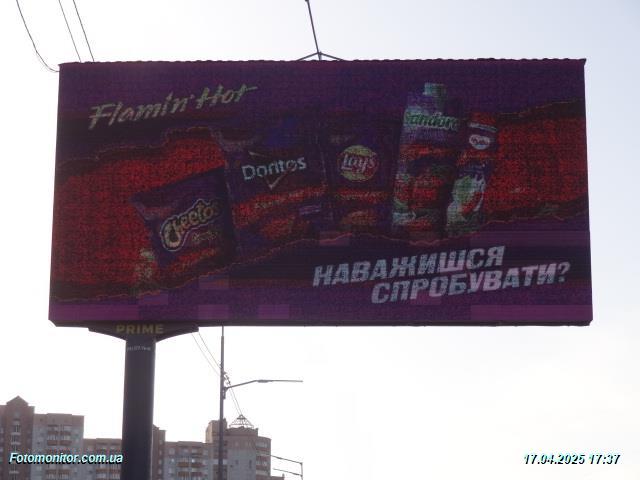 Flamin' Hot
Doritos
Lay's
Sandora
Cheetos
НАВАЖИШСЯ
СПРОБУВАТИ?
PRIME
Fotomonitor.com.ua
17.04.2025 17:37